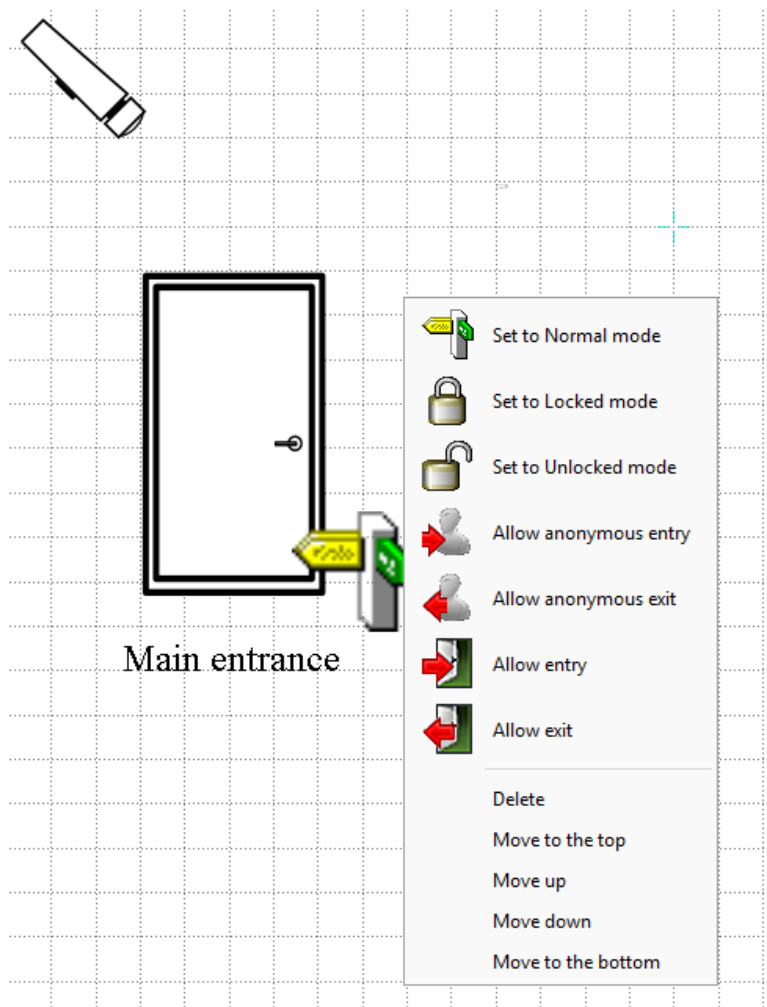 Set to Normal mode
Set to Locked mode
Set to Unlocked mode
Allow anonymous entry
Allow anonymous exit
Main entrance
Allow entry
Allow exit
Delete
Move to the top
Move up
Move down
Move to the bottom